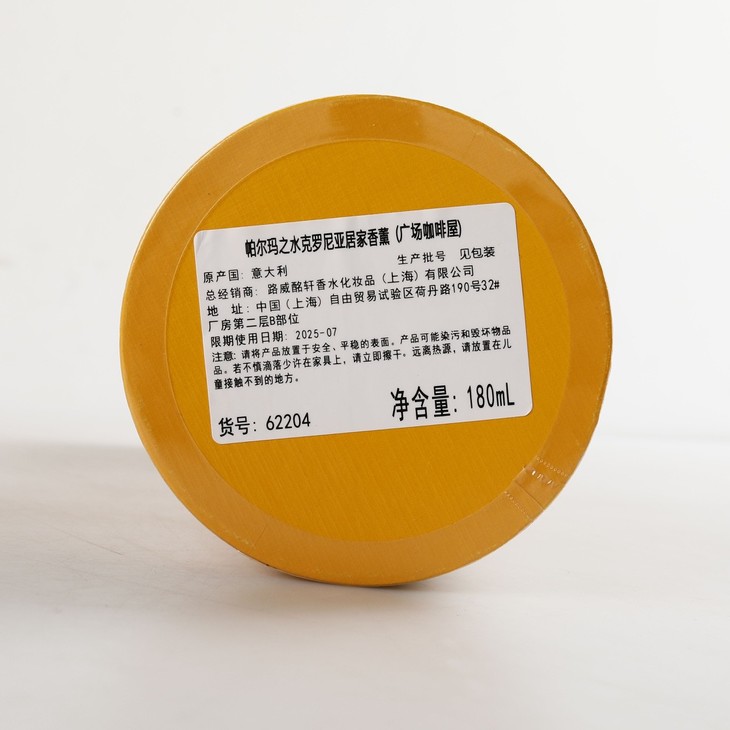 帕尔玛之水克罗尼亚居家香薰 (广场咖啡屋)
原产国: 意大利 生产批号 见包装
总经销商: 路威酩轩香水化妆品 (上海) 有限公司
地 址: 中国 (上海) 自由贸易试验区荷丹路190号32#
厂房第二层B部位
限期使用日期: 2025-07
注意: 请将产品放置于安全、平稳的表面。产品可能染污和毁坏物品
品。若不慎滴落少许在家具上, 请立即擦干。远离热源, 请放置在儿
童接触不到的地方。
货号: 62204 净含量: 180mL